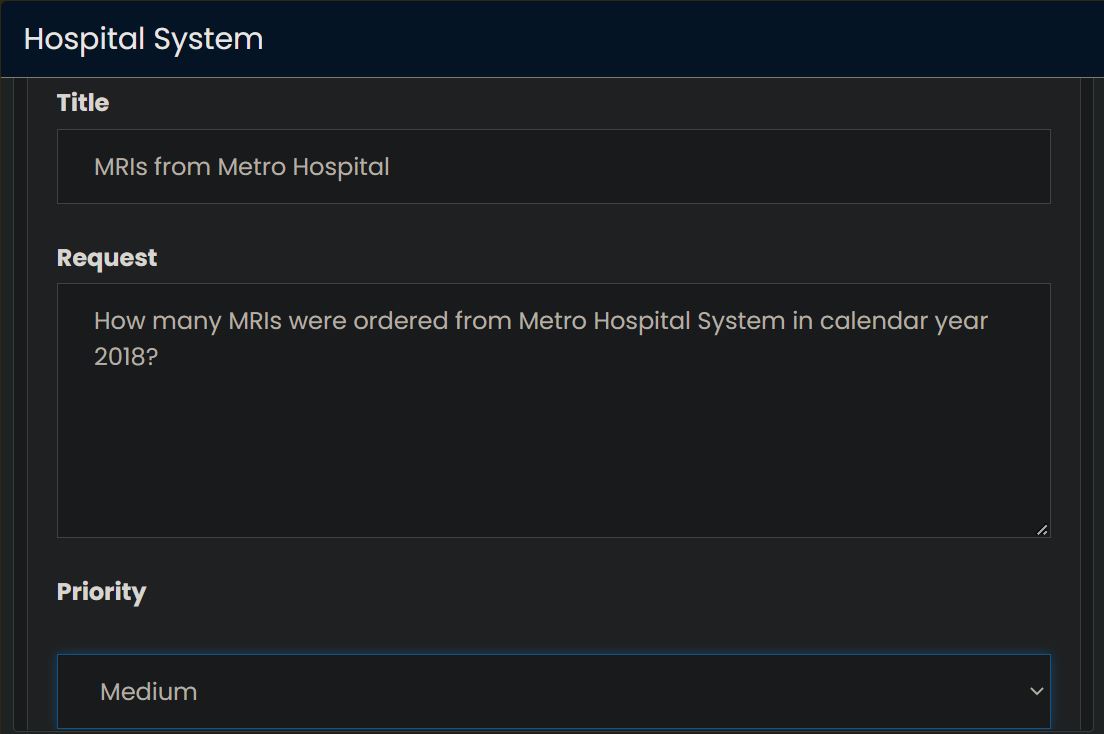 Hospital System
Title
MRIs from Metro Hospital
Request
How many MRIs were ordered from Metro Hospital System in calendar year
2018?
Priority
Medium